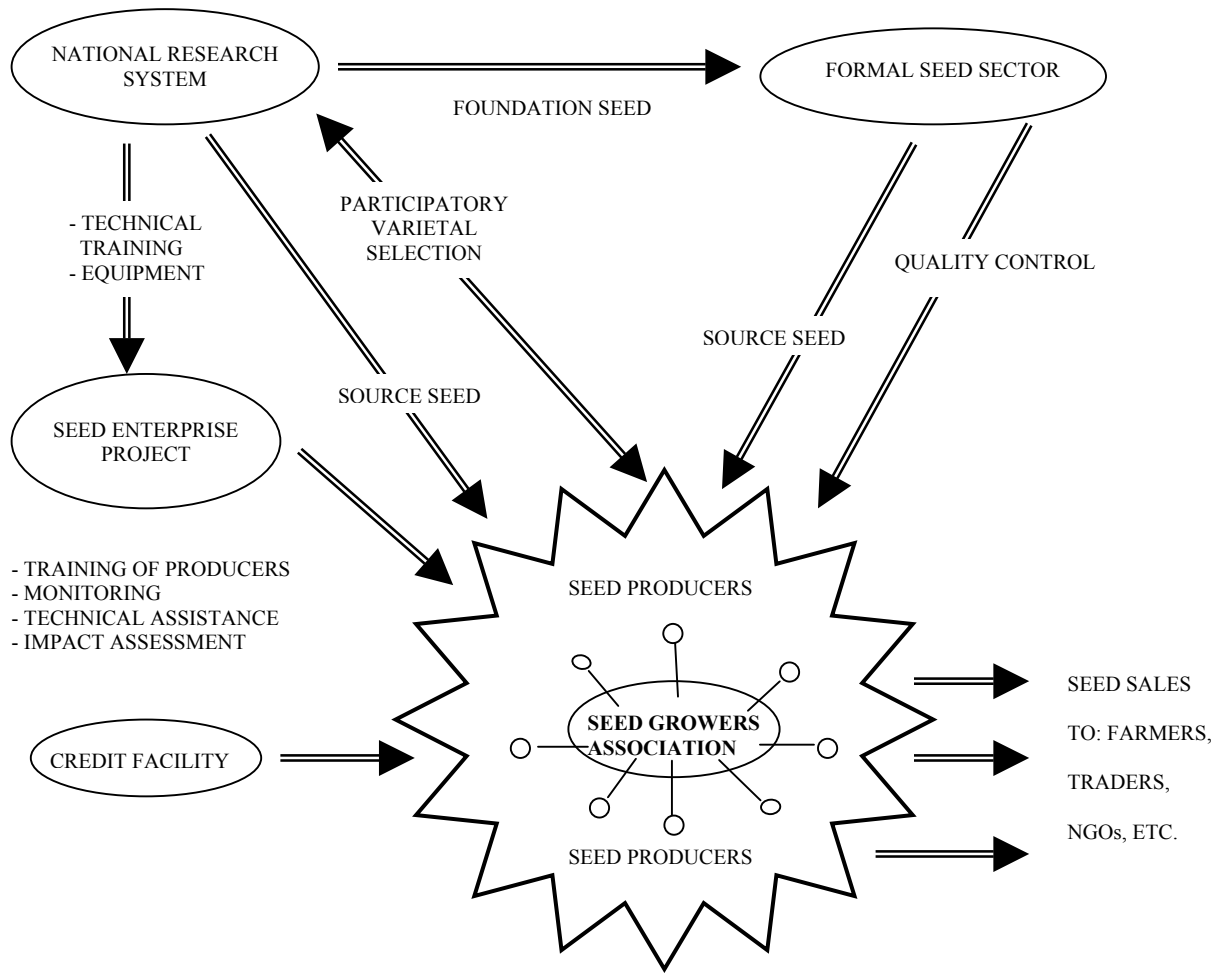 NATIONAL RESEARCH
SYSTEM
FORMAL SEED SECTOR
FOUNDATION SEED
PARTICIPATORY
VARIETAL
SELECTION
- TECHNICAL
TRAINING
- EQUIPMENT
QUALITY CONTROL
SOURCE SEED
SOURCE SEED
SEED ENTERPRISE
PROJECT
- TRAINING OF PRODUCERS
- MONITORING
- TECHNICAL ASSISTANCE
- IMPACT ASSESSMENT
SEED PRODUCERS
SEED GROWERS
ASSOCIATION
CREDIT FACILITY
SEED PRODUCERS
SEED SALES
TO: FARMERS,
TRADERS,
NGOs, ETC.